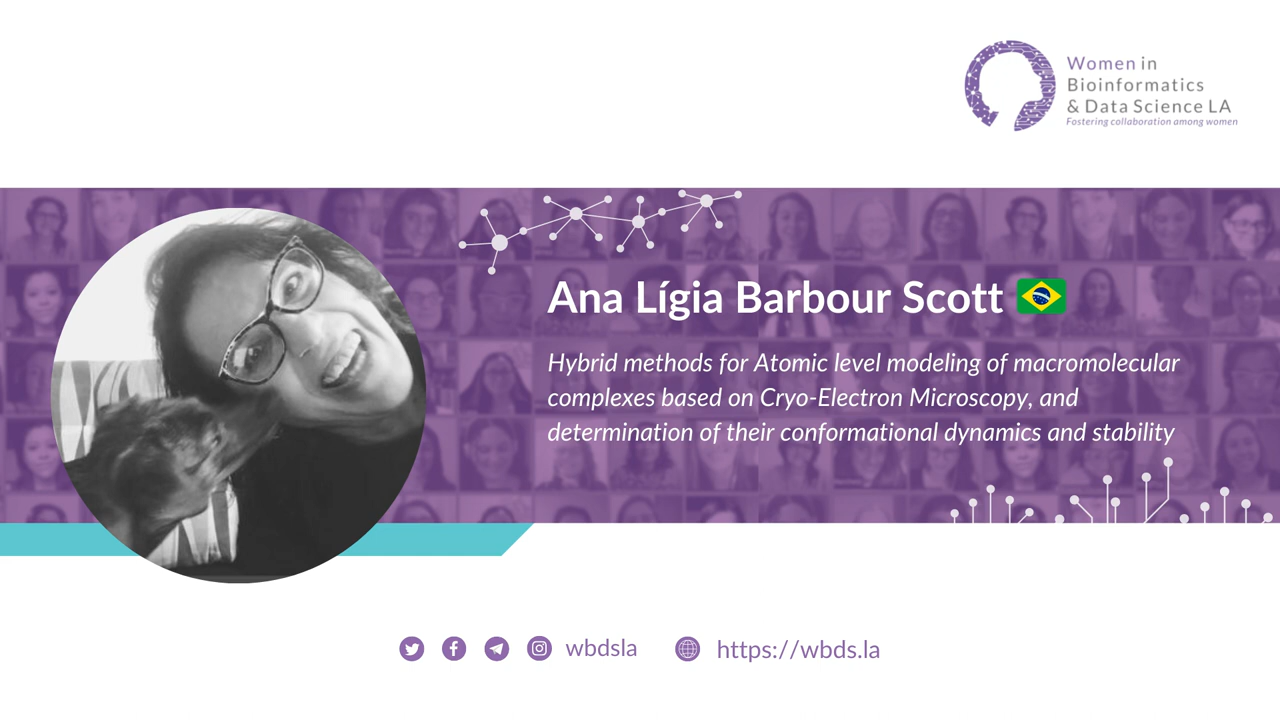 Women in
Bioinformatics
& Data Science LA
Fostering collaboration among women
Ana Lígia Barbour Scott
Hybrid methods for Atomic level modeling of macromolecular
complexes based on Cryo-Electron Microscopy, and
determination of their conformational dynamics and stability
wbdsla
https://wbds.la